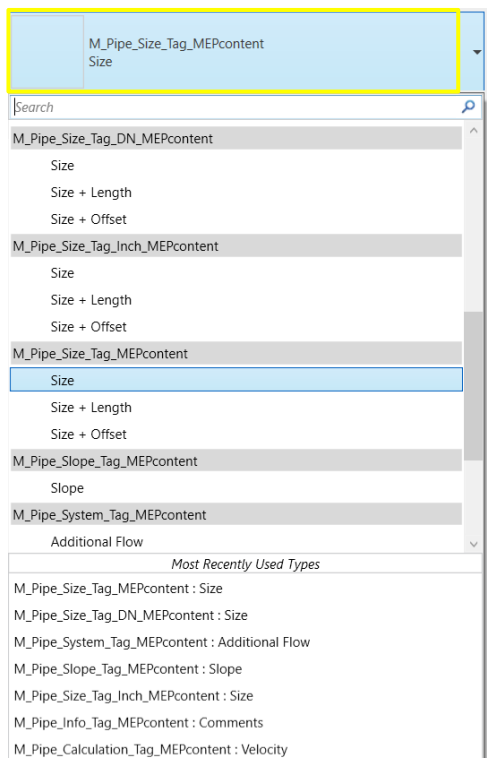 M_Pipe_Size_Tag_MEPcontent
Size
Search
M_Pipe_Size_Tag_DN_MEPcontent
Size
Size + Length
Size + Offset
M_Pipe_Size_Tag_Inch_MEPcontent
Size
Size + Length
Size + Offset
M_Pipe_Size_Tag_MEPcontent
Size
Size + Length
Size + Offset
M_Pipe_Slope_Tag_MEPcontent
Slope
M_Pipe_System_Tag_MEPcontent
Additional Flow
Most Recently Used Types
M_Pipe_Size_Tag_MEPcontent : Size
M_Pipe_Size_Tag_DN_MEPcontent : Size
M_Pipe_System_Tag_MEPcontent : Additional Flow
M_Pipe_Slope_Tag_MEPcontent : Slope
M_Pipe_Size_Tag_Inch_MEPcontent : Size
M_Pipe_Info_Tag_MEPcontent : Comments
M_Pipe_Calculation_Tag_MEPcontent : Velocity